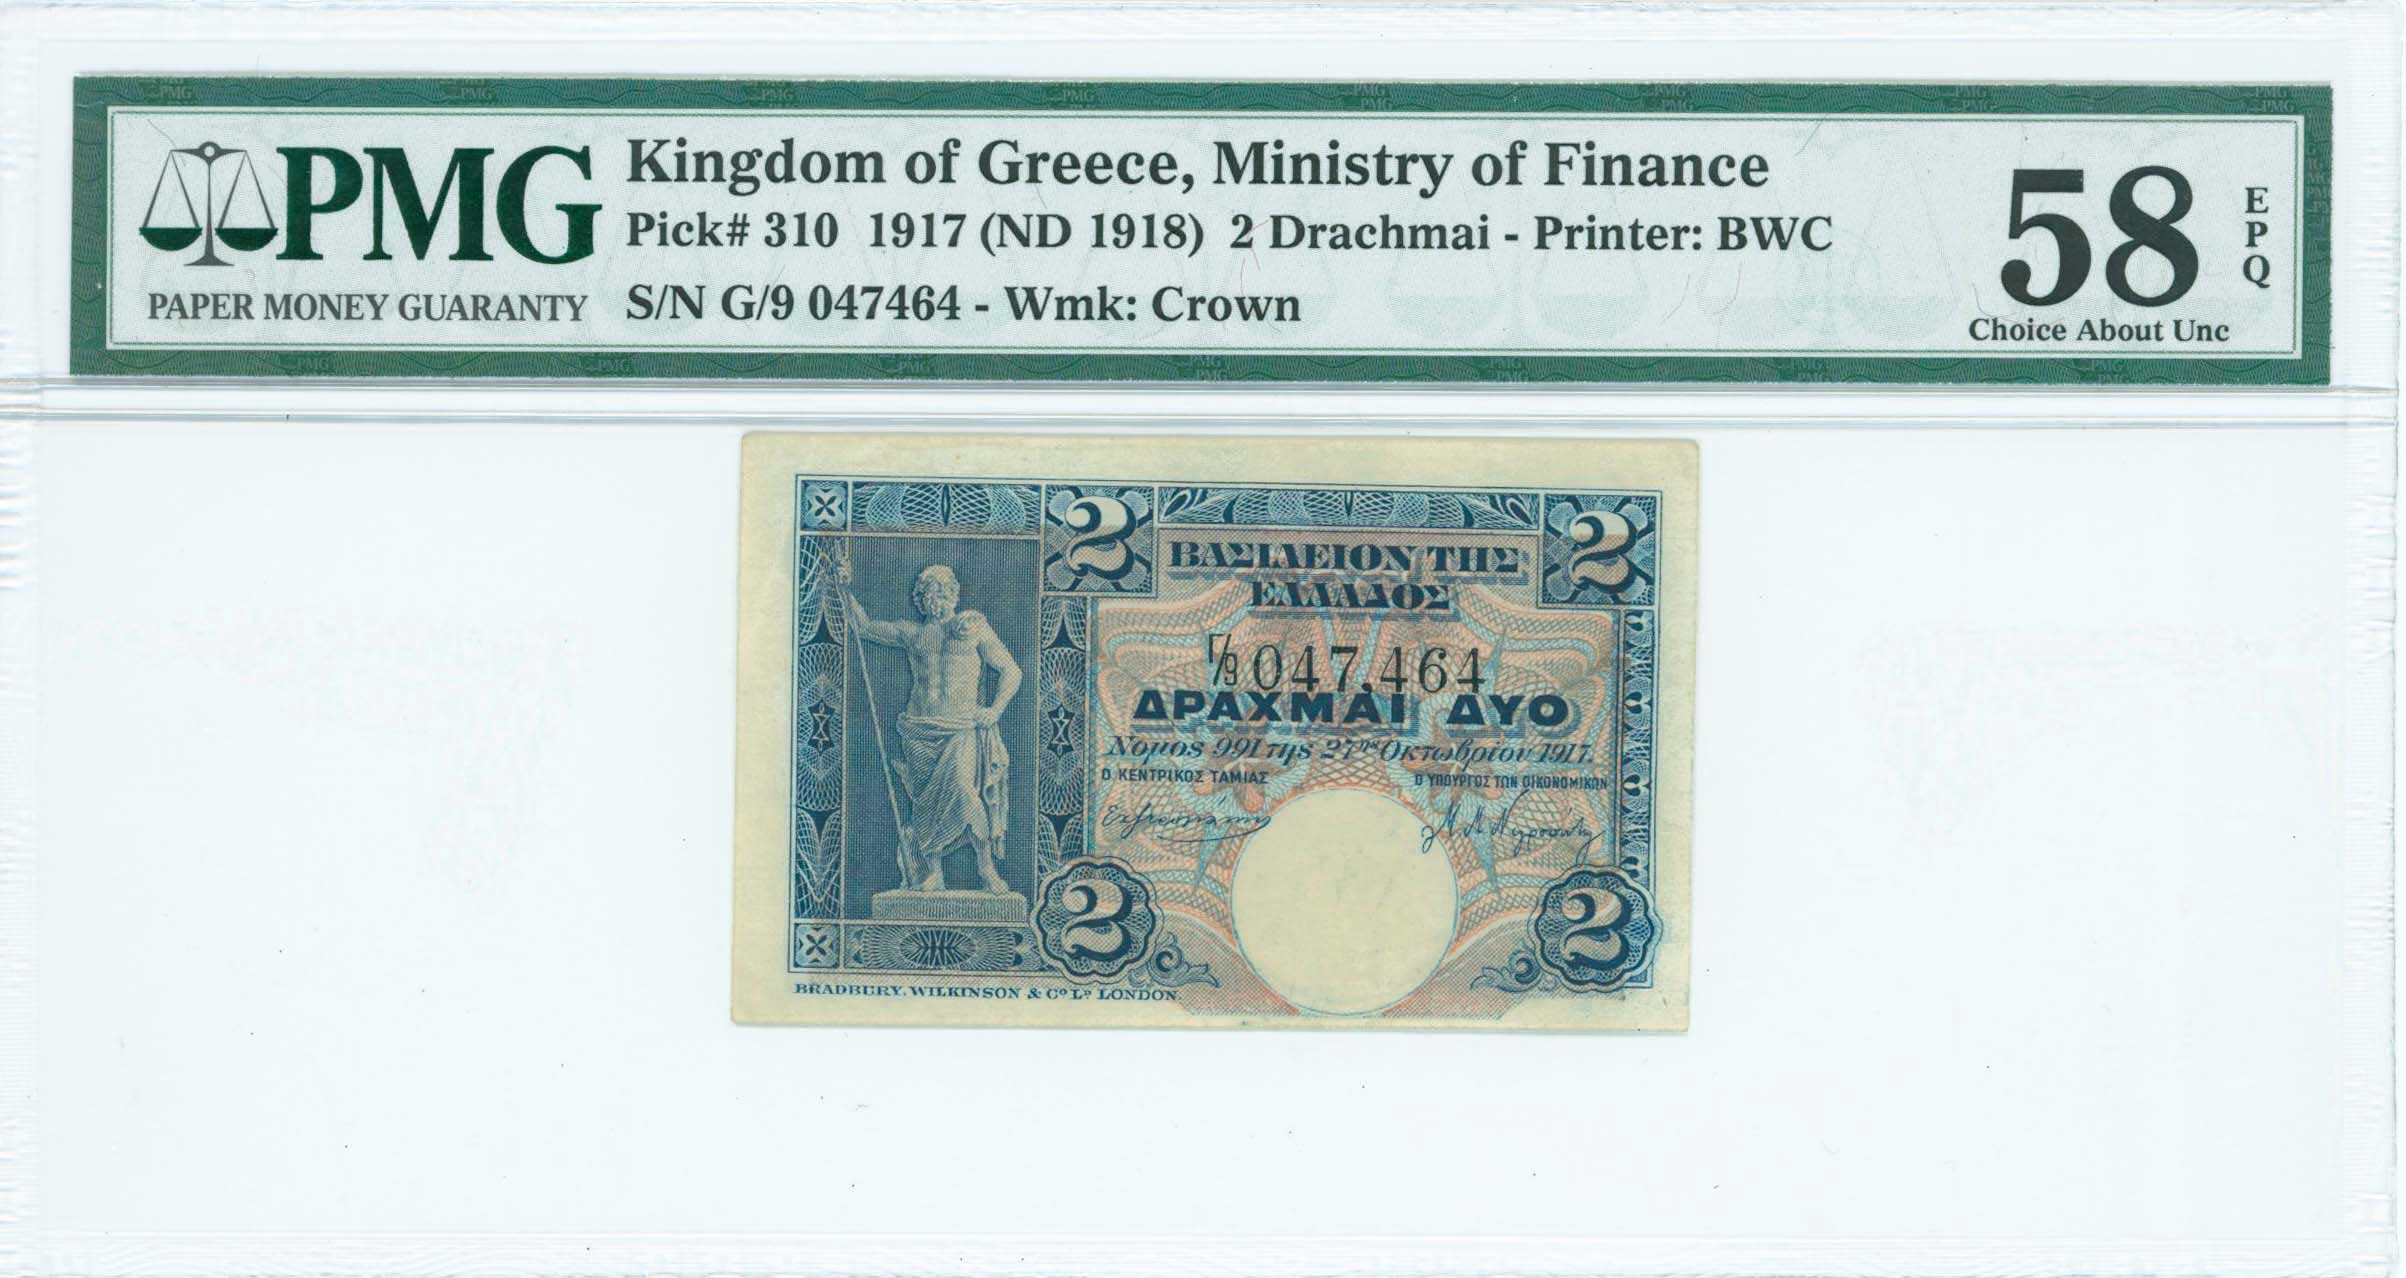 PMG
PAPER MONEY GUARANTY
Kingdom of Greece, Ministry of Finance
Pick# 310 1917 (ND 1918) 2 Drachmai - Printer: BWC
S/N G/9 047464 - Wmk: Crown
58
EPQ
Choice About Unc
2 2
ΒΑΣΙΛΕΙΟΝ ΤΗΣ
ΕΛΛΑΔΟΣ
Γ/9 047,464
ΔΡΑΧΜΑΙ ΔΥΟ
Νομος 991 της 27ης Οκτωβρίου 1917.
Ο ΚΕΝΤΡΙΚΟΣ ΤΑΜΙΑΣ Ο ΥΠΟΥΡΓΟΣ ΤΩΝ ΟΙΚΟΝΟΜΙΚΩΝ
2 2
BRADBURY, WILKINSON & Co Ld LONDON.